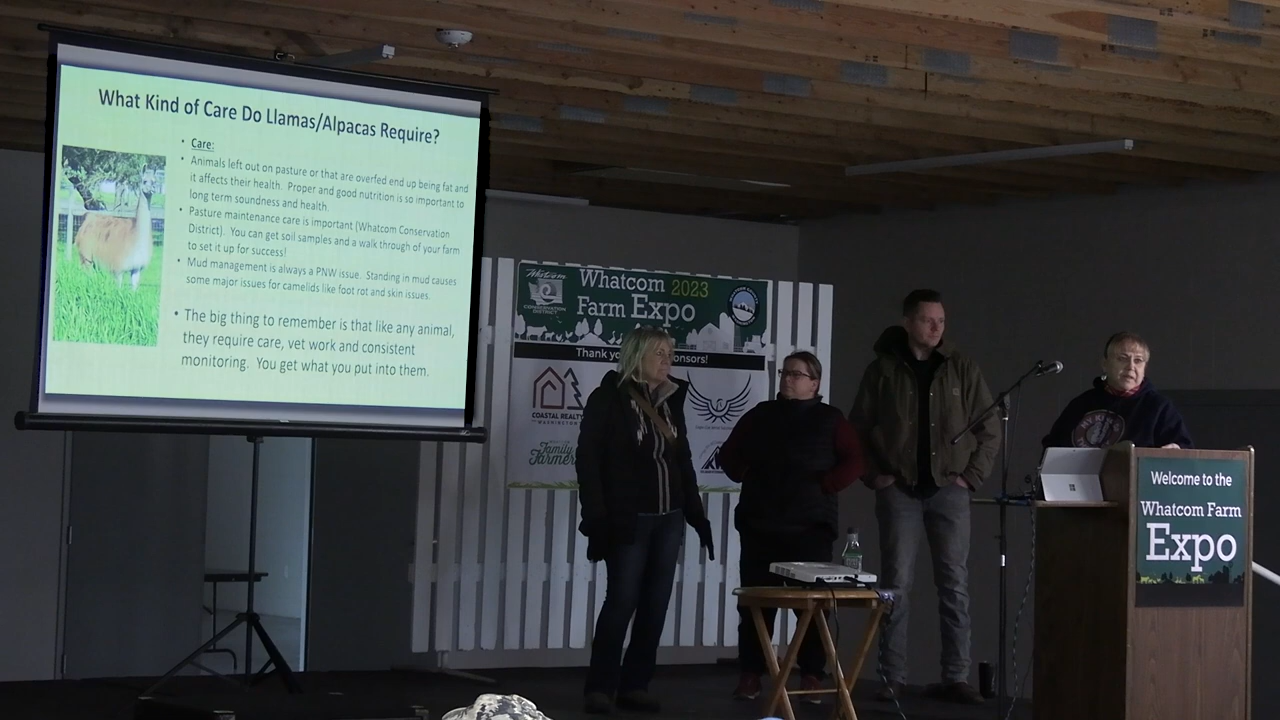 What Kind of Care Do Llamas/Alpacas Require?
• Care:
• Animals left out on pasture or that are overfed end up being fat and
it affects their health. Proper and good nutrition is so important to
long term soundness and health.
• Pasture maintenance care is important (Whatcom Conservation
District). You can get soil samples and a walk through of your farm
to set it up for success!
• Mud management is always a PNW issue. Standing in mud causes
some major issues for camelids like foot rot and skin issues.
• The big thing to remember is that like any animal,
they require care, vet work and consistent
monitoring. You get what you put into them.
Whatcom
CONSERVATION
DISTRICT
Whatcom 2023
Farm Expo
Thank you
COASTAL REALTY
WASHINGTON
Family
Farmers
Welcome to the
Whatcom Farm
Expo